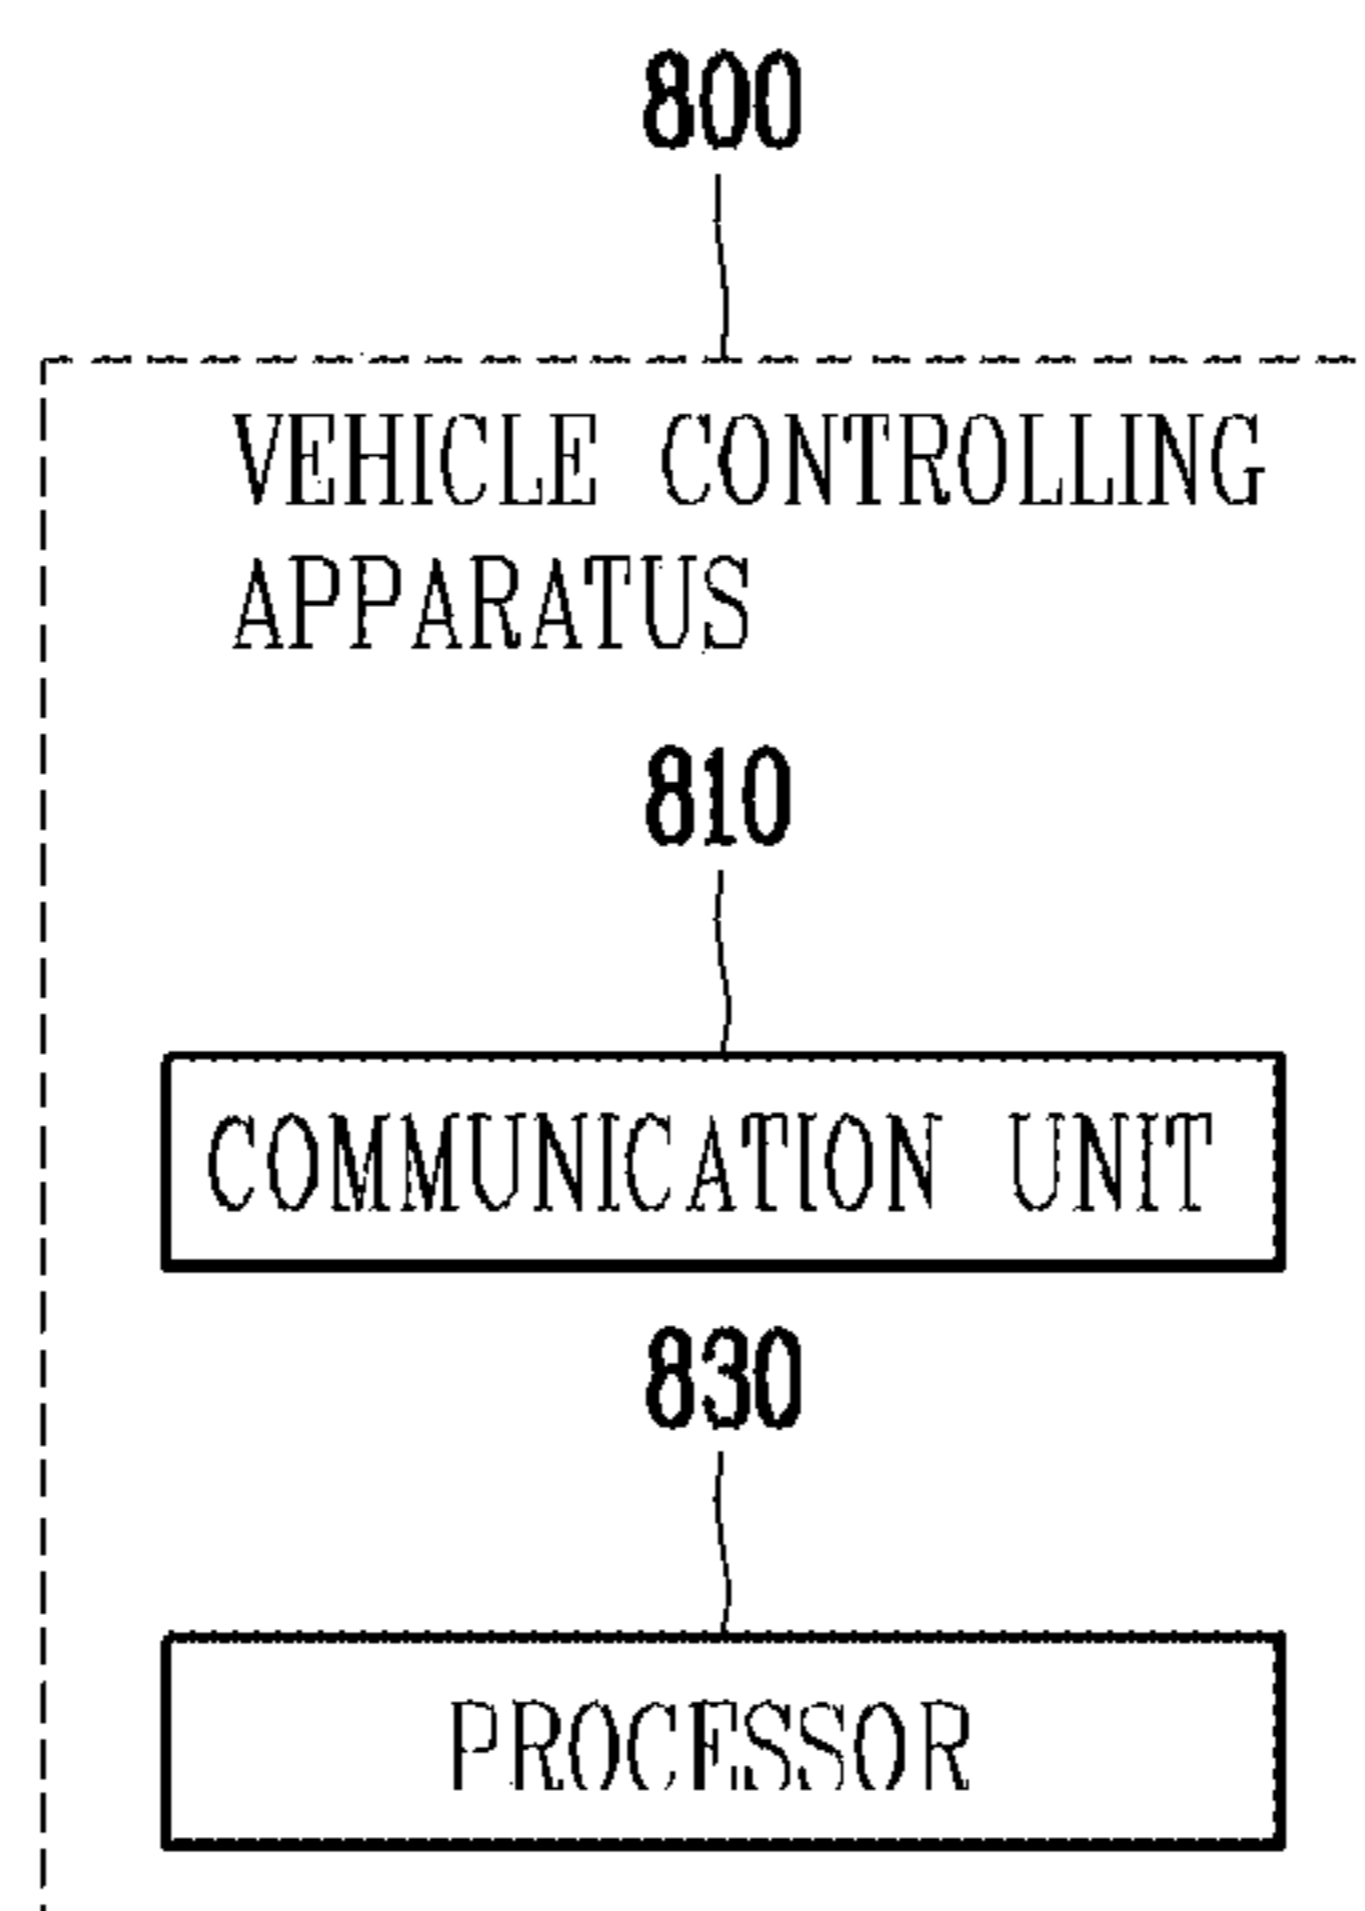 800
VEHICLE CONTROLLING
APPARATUS
810
COMMUNICATION UNIT
830
PROCESSOR